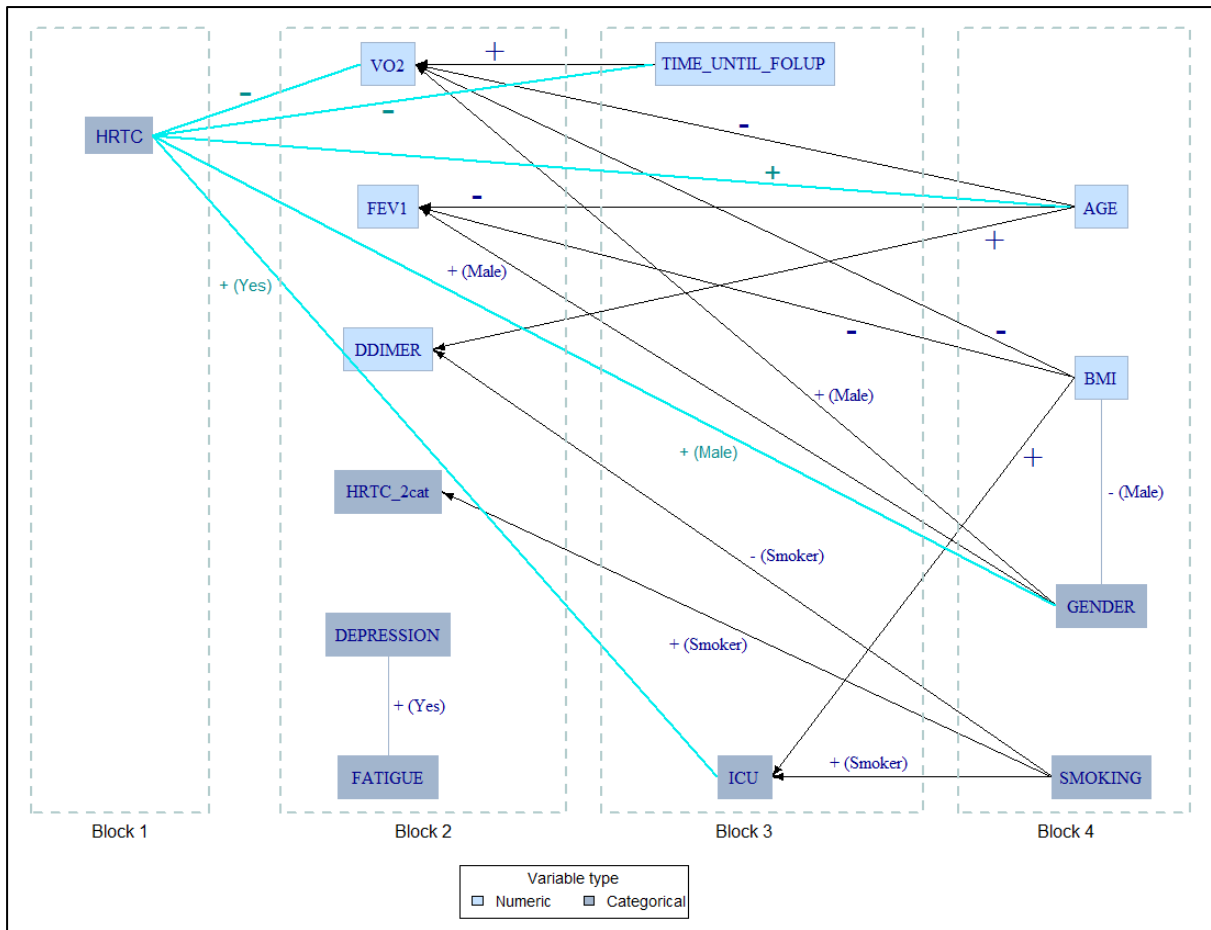 VO2
+
TIME_UNTIL_FOLUP
-
-
-
HRTC
+
FEV1
-
AGE
+
+ (Male)
+ (Yes)
DDIMER
-
-
BMI
+ (Male)
+ (Male)
+
HRTC_2cat
- (Male)
- (Smoker)
GENDER
DEPRESSION
+ (Smoker)
+ (Yes)
FATIGUE
ICU
+ (Smoker)
SMOKING
Block 1
Block 2
Block 3
Block 4
Variable type
Numeric
Categorical